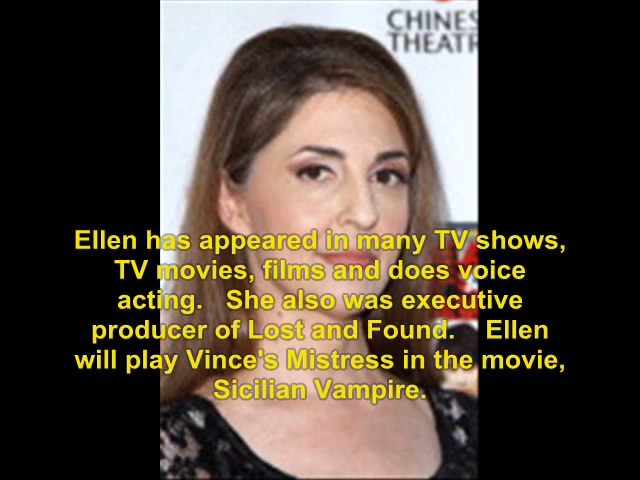 CHINES
THEATR
Ellen has appeared in many TV shows,
TV movies, films and does voice
acting. She also was executive
producer of Lost and Found. Ellen
will play Vince's Mistress in the movie,
Sicilian Vampire.